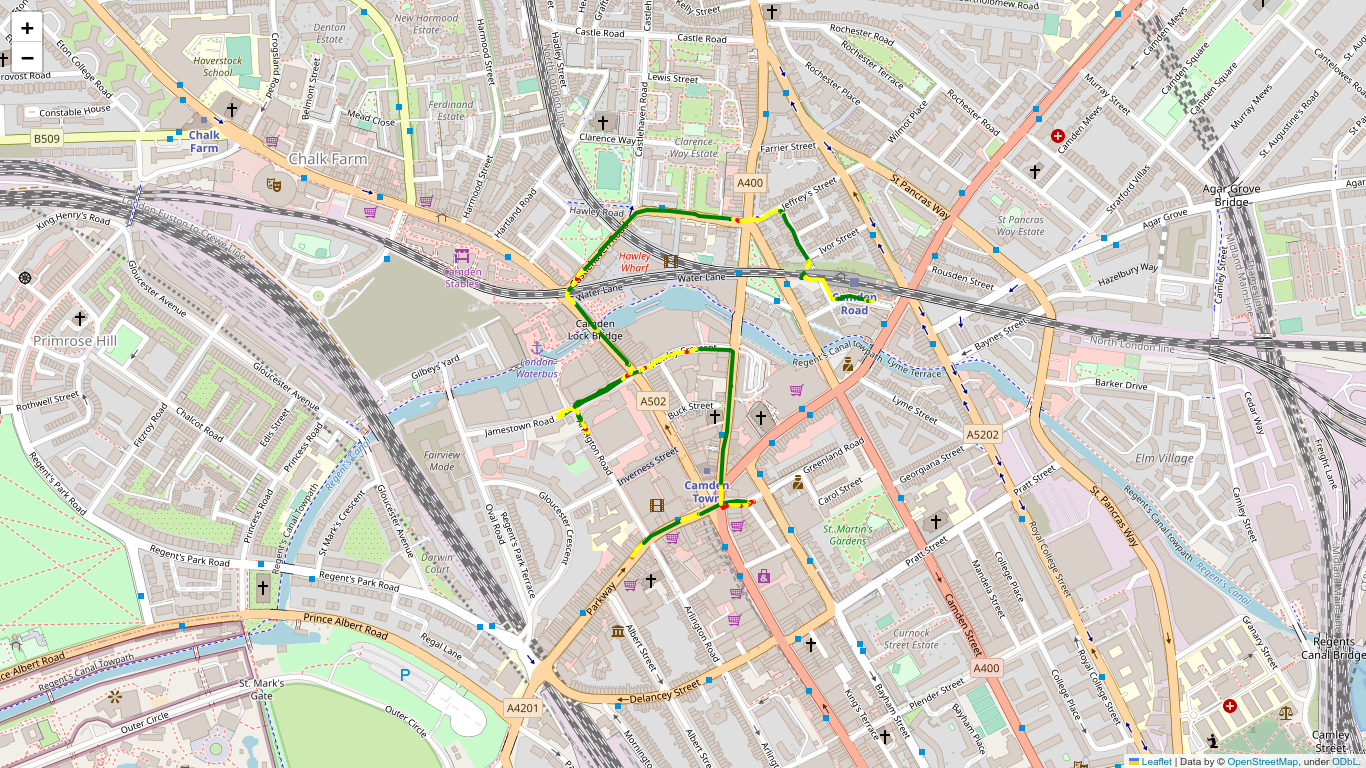 +
−
New Harmood
Estate
Denton
Estate
Haverstock
School
Eton College Road
Crogsland Road
Belmont Street
Harmood Street
Hadley Street
Castle Road
Castle Road
Kelly Street
Bartholomew Road
Rochester Road
Rochester Terrace
Rochester Place
Camden Mews
Camden Square
Camden Square
Cantelowes Road
Provost Road
Constable House
Mead Close
Ferdinand
Estate
Lewis Street
Castlehaven Road
Clarence Way
Clarence
Way Estate
Wilmot Place
Rochester Road
Murray Street
Camden Mews
Murray Mews
St. Augustine's Road
B509
Chalk
Farm
Chalk Farm
Farrier Street
A400
Jeffrey's Street
St Pancras Way
Stratford Villas
Agar Grove
Bridge
Agar Grove
King Henry's Road
Harmood Street
Hartland Road
Hawley Road
St Pancras
Way Estate
Ivor Street
Hawley
Wharf
Water Lane
Water Lane
Camden
Stables
Rousden Street
Hazelbury Way
Camley Street
Camden
Road
Camden
Lock Bridge
Gloucester Avenue
Primrose Hill
London
Waterbus
Gilbeys Yard
Regent's Canal Towpath
Lyme Terrace
Baynes Street
North London line
Barker Drive
Rothwell Street
Gloucester Avenue
Fitzroy Road
Chalcot Road
Edis Street
Princess Road
Jamestown Road
A502
Buck Street
Lyme Street
A5202
Cedar Way
Freight Lane
Elm Village
Fairview
Mews
Inverness Street
Greenland Road
Georgiana Street
Carol Street
Pratt Street
Camden
Town
Regent's Park Road
Princess Road
Regent's Canal Towpath
St Mark's Crescent
Gloucester Avenue
Oval Road
Regent's Park Terrace
Gloucester Crescent
St. Martin's
Gardens
Pratt Street
Royal College Street
St. Pancras Way
Regent's Canal Towpath
Regent's Canal
Camley Street
Regent's Park Road
Regent's Park Road
Darwin
Court
Parkway
Camden High Street
College Place
Mandela Street
Prince Albert Road
Regal Lane
Albert Street
Arlington Road
Curnock
Street Estate
Granary Street
Regents
Canal Bridge
Regent's Canal Towpath
St. Mark's
Gate
Outer Circle
Outer Circle
A4201
Delancey Street
A400
Plender Street
Bayham Street
King's Terrace
Bayham Place
College Place
Royal College Street
Mornington
Albert Street
Camley
Street
Leaflet | Data by © OpenStreetMap, under ODbL.